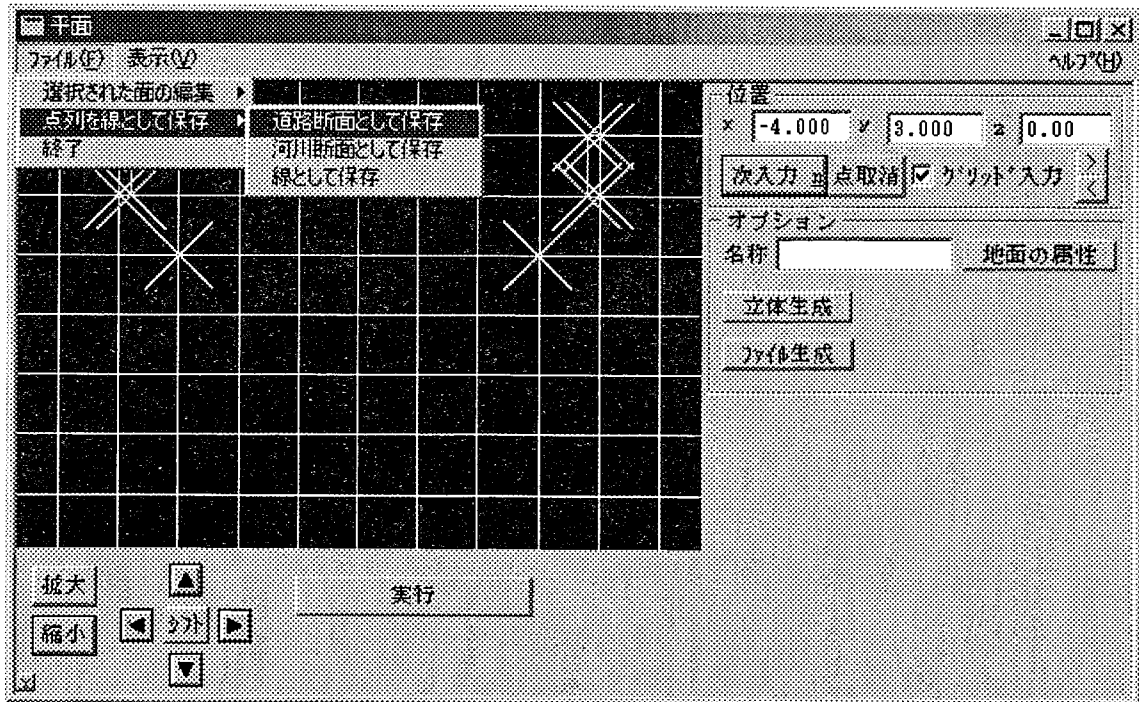 平面
ファイル(F) 表示(V) ヘルプ(H)
選択された面の編集
点列を線として保存
終了
道路断面として保存
河川断面として保存
線として保存
位置
x -4.000 y 3.000 z 0.00
次入力 n 点取消 グリッド入力 >
<
オプション
名称 地面の属性
立体生成
ファイル生成
拡大
縮小
シフト
実行